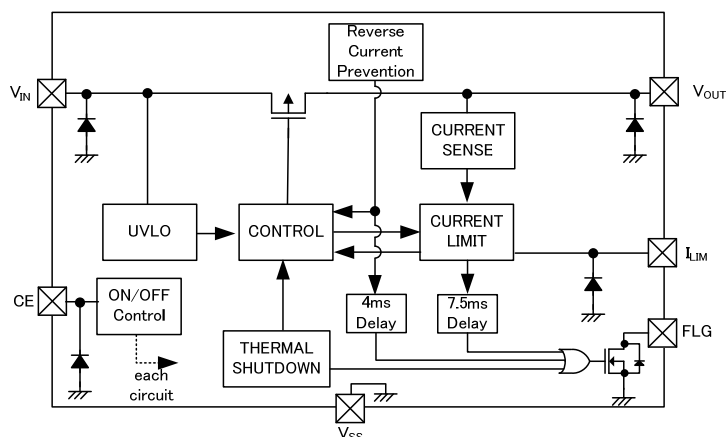 Reverse
Current
Prevention
VIN
VOUT
CURRENT
SENSE
UVLO
CONTROL
CURRENT
LIMIT
ILIM
CE
ON/OFF
Control
4ms
Delay
7.5ms
Delay
FLG
each
circuit
THERMAL
SHUTDOWN
VSS